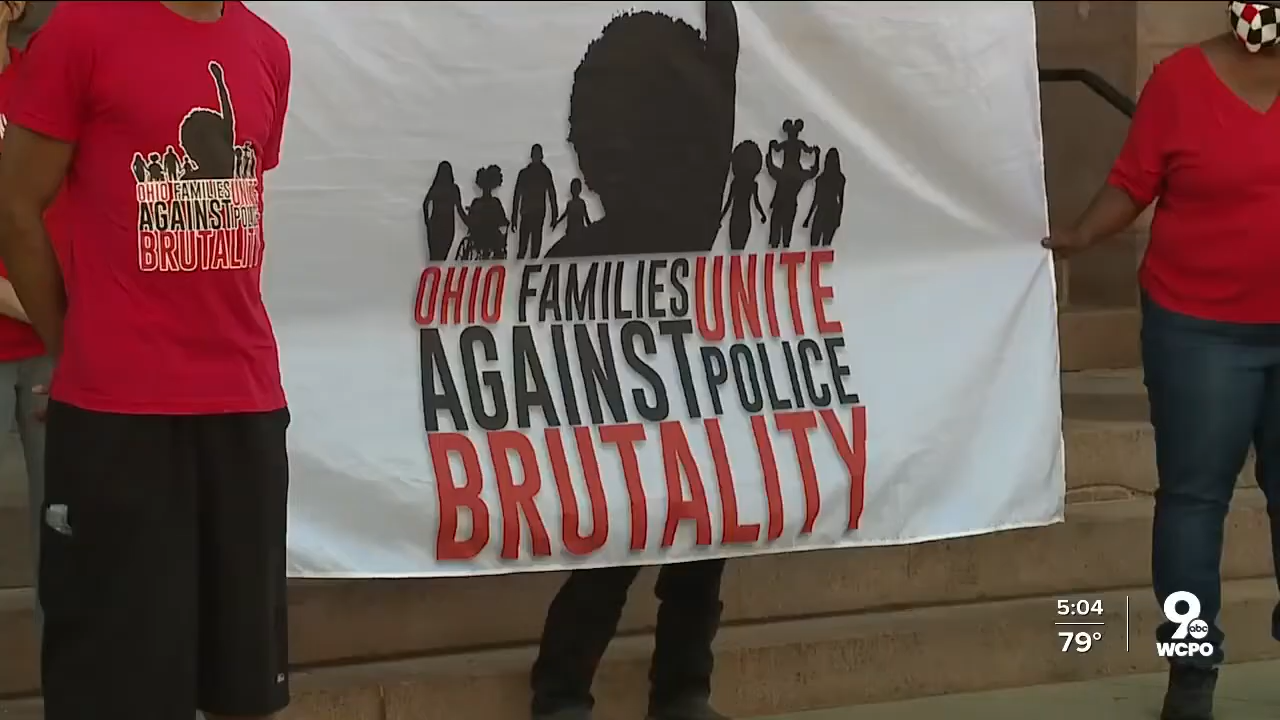 OHIO FAMILIES UNITE
AGAINST POLICE
BRUTALITY
OHIO FAMILIES UNITE
AGAINST POLICE
BRUTALITY
5:04
79°
9
abc
WCPO